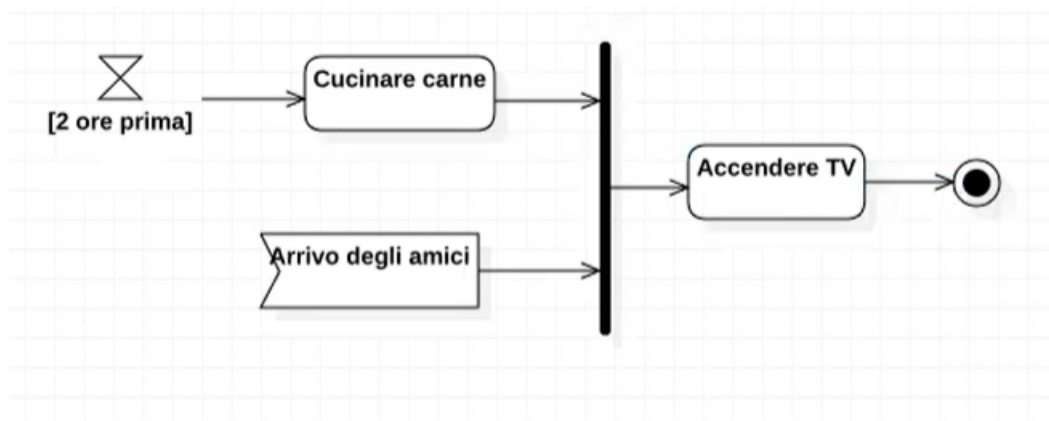 Cucinare carne
[2 ore prima]
Accendere TV
Arrivo degli amici